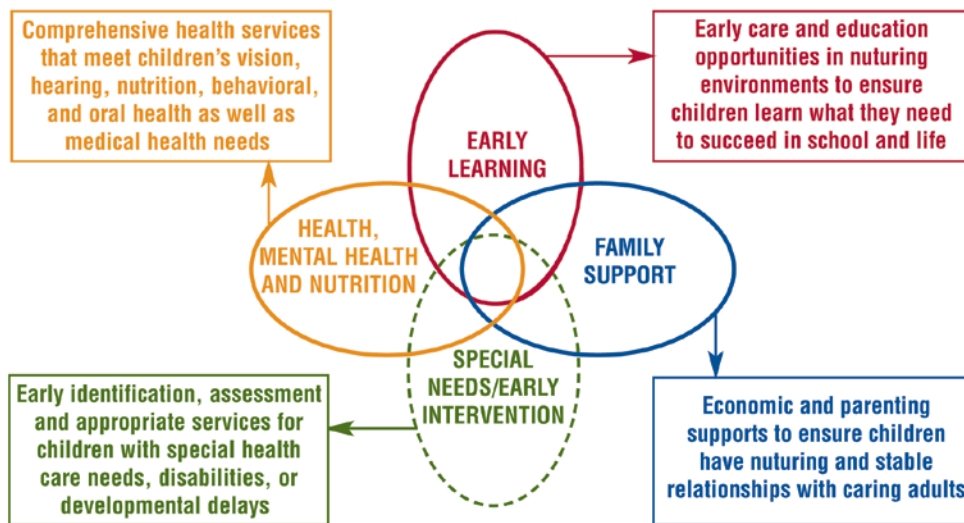 Comprehensive health services
that meet children's vision,
hearing, nutrition, behavioral,
and oral health as well as
medical health needs
Early care and education
opportunities in nuturing
environments to ensure
children learn what they need
to succeed in school and life
EARLY
LEARNING
HEALTH,
MENTAL HEALTH
AND NUTRITION
FAMILY
SUPPORT
SPECIAL
NEEDS/EARLY
INTERVENTION
Early identification, assessment
and appropriate services for
children with special health
care needs, disabilities, or
developmental delays
Economic and parenting
supports to ensure children
have nuturing and stable
relationships with caring adults